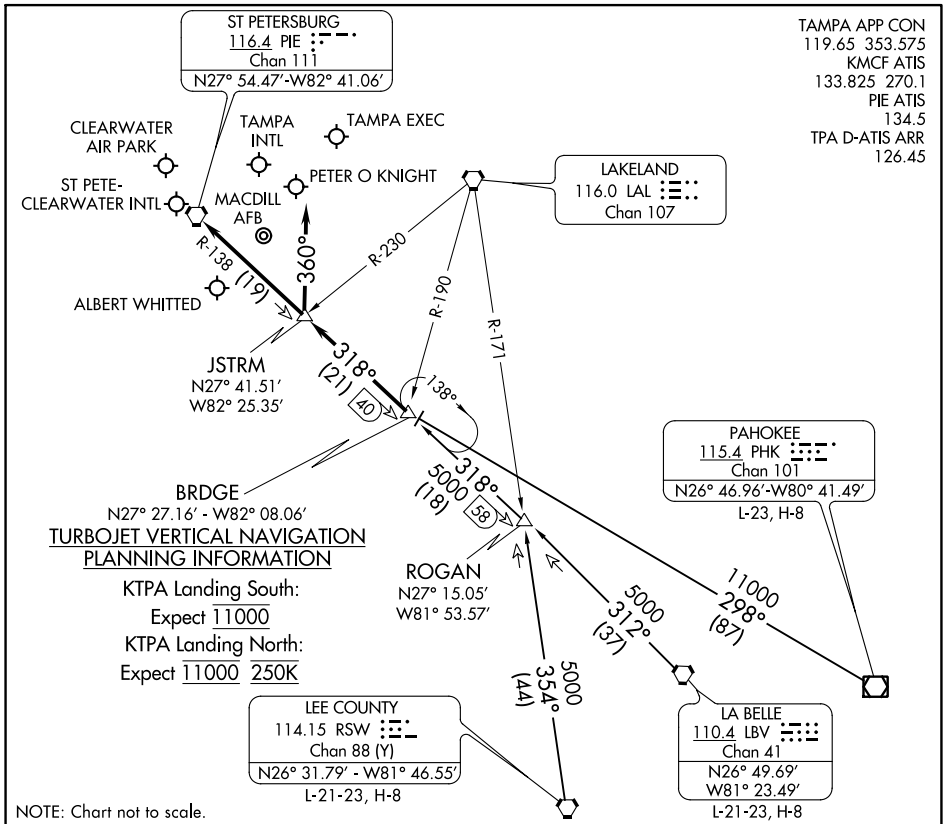 ST PETERSBURG
116.4 PIE
Chan 111
N27° 54.47'-W82° 41.06'
TAMPA APP CON
119.65 353.575
KMCF ATIS
133.825 270.1
PIE ATIS
134.5
TPA D-ATIS ARR
126.45
CLEARWATER
AIR PARK
TAMPA
INTL
TAMPA EXEC
ST PETE-
CLEARWATER INTL
MACDILL
AFB
PETER O KNIGHT
LAKELAND
116.0 LAL
Chan 107
ALBERT WHITTED
R-138 (19)
360°
R-230
R-190
R-171
JSTRM
N27° 41.51'
W82° 25.35'
318°
(21)
40
138°
BRDGE
N27° 27.16' - W82° 08.06'
318°
5000
(18)
58
PAHOKEE
115.4 PHK
Chan 101
N26° 46.96'-W80° 41.49'
L-23, H-8
TURBOJET VERTICAL NAVIGATION
PLANNING INFORMATION
KTPA Landing South:
Expect 11000
KTPA Landing North:
Expect 11000 250K
ROGAN
N27° 15.05'
W81° 53.57'
11000
298°
(87)
5000
312°
(37)
5000
354°
(44)
LEE COUNTY
114.15 RSW
Chan 88 (Y)
N26° 31.79' - W81° 46.55'
L-21-23, H-8
LA BELLE
110.4 LBV
Chan 41
N26° 49.69'
W81° 23.49'
L-21-23, H-8
NOTE: Chart not to scale.